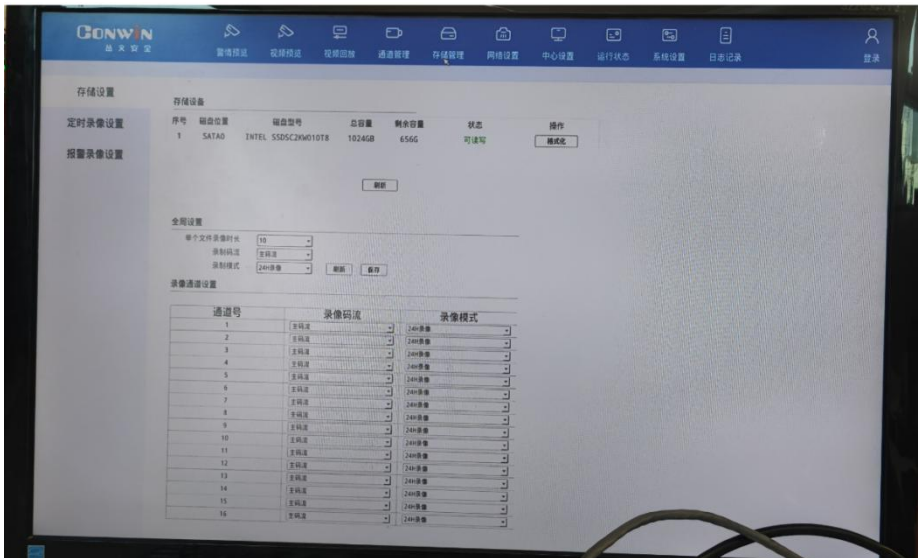 CONWIN
丛文安全
警情预览 视频预览 视频回放 通道管理 存储管理 网络设置 中心设置 运行状态 系统设置 日志记录 登录
存储设置
定时录像设置
报警录像设置
存储设备
序号 磁盘位置 磁盘型号 总容量 剩余容量 状态 操作
1 SATA0 INTEL SSDSC2KW010T8 1024GB 656G 可读写 格式化
刷新
全局设置
单个文件录像时长 10
录制码流 主码流
录制模式 24H录像 刷新 保存
录像通道设置
通道号 录像码流 录像模式
1 主码流 24H录像
2 主码流 24H录像
3 主码流 24H录像
4 主码流 24H录像
5 主码流 24H录像
6 主码流 24H录像
7 主码流 24H录像
8 主码流 24H录像
9 主码流 24H录像
10 主码流 24H录像
11 主码流 24H录像
12 主码流 24H录像
13 主码流 24H录像
14 主码流 24H录像
15 主码流 24H录像
16 主码流 24H录像